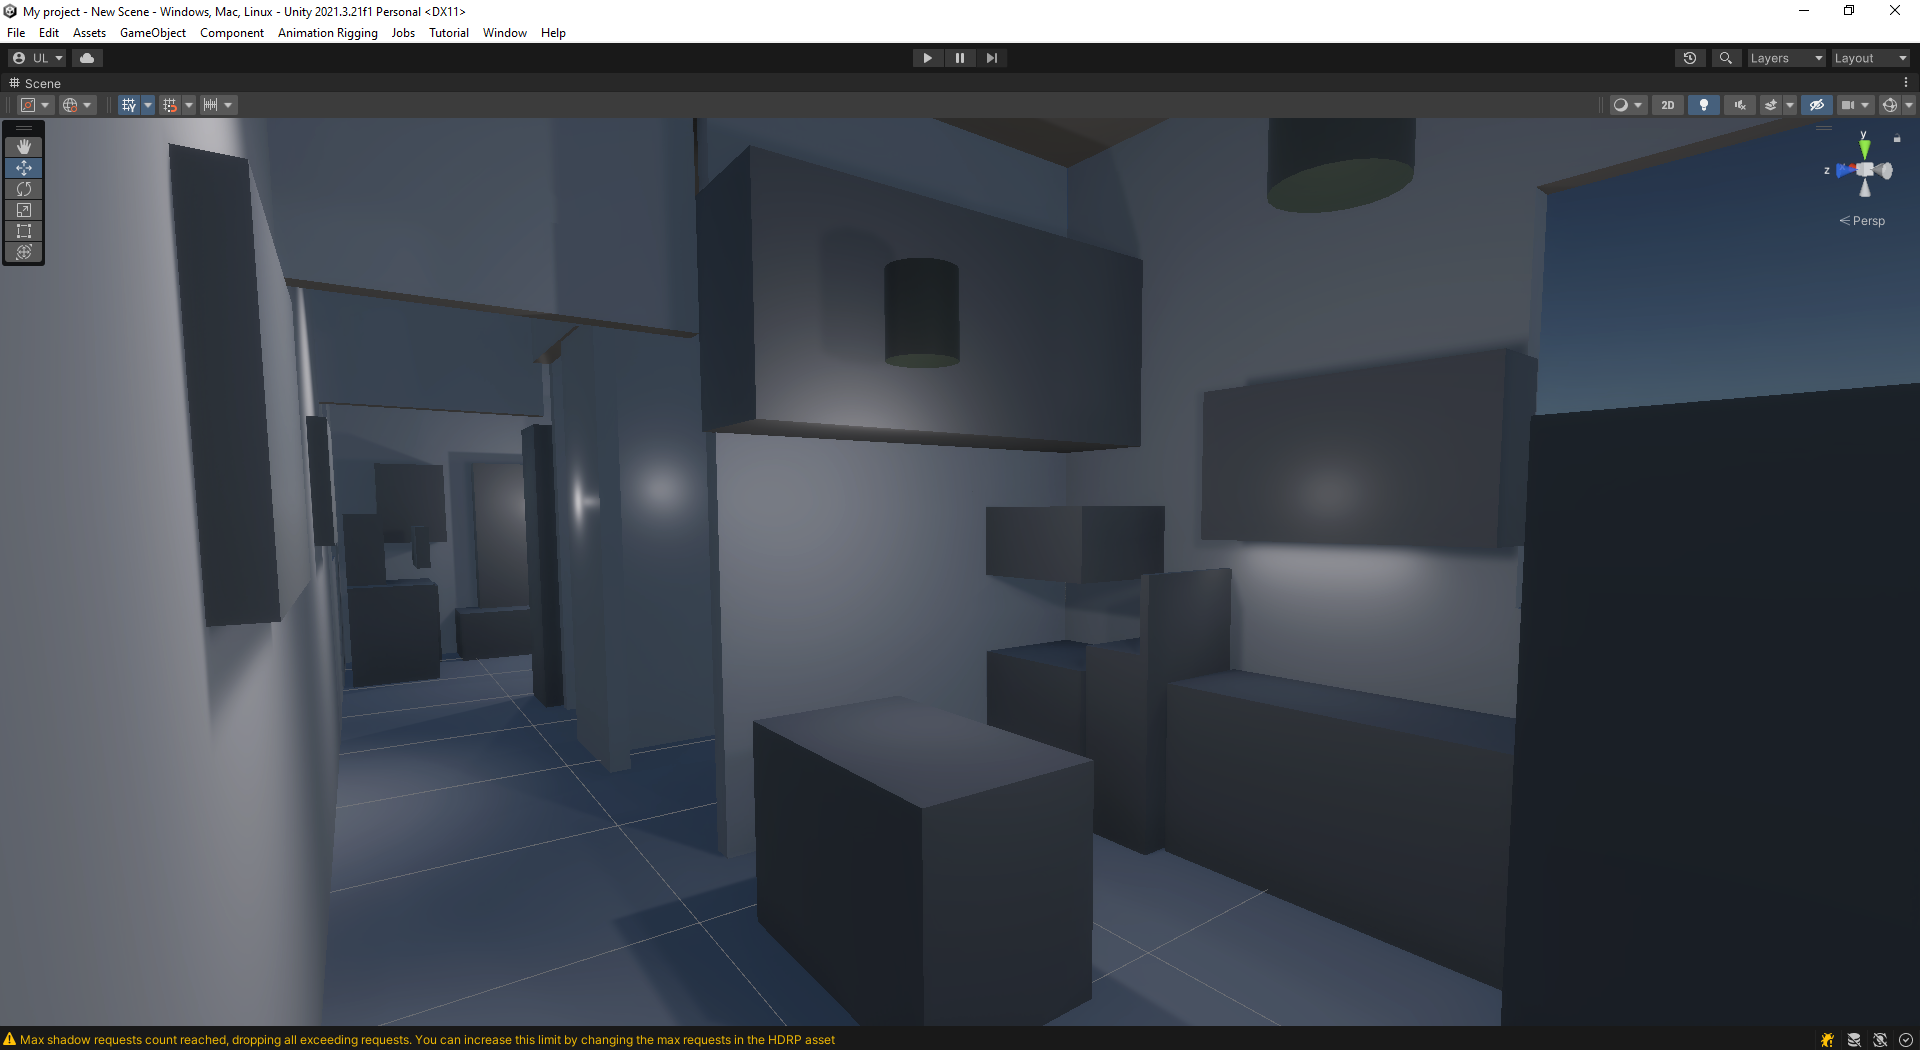 My project - New Scene - Windows, Mac, Linux - Unity 2021.3.21f1 Personal <DX11>
File Edit Assets GameObject Component Animation Rigging Jobs Tutorial Window Help
UL Layers Layout
Scene
2D
y
z
Persp
Max shadow requests count reached, dropping all exceeding requests. You can increase this limit by changing the max requests in the HDRP asset